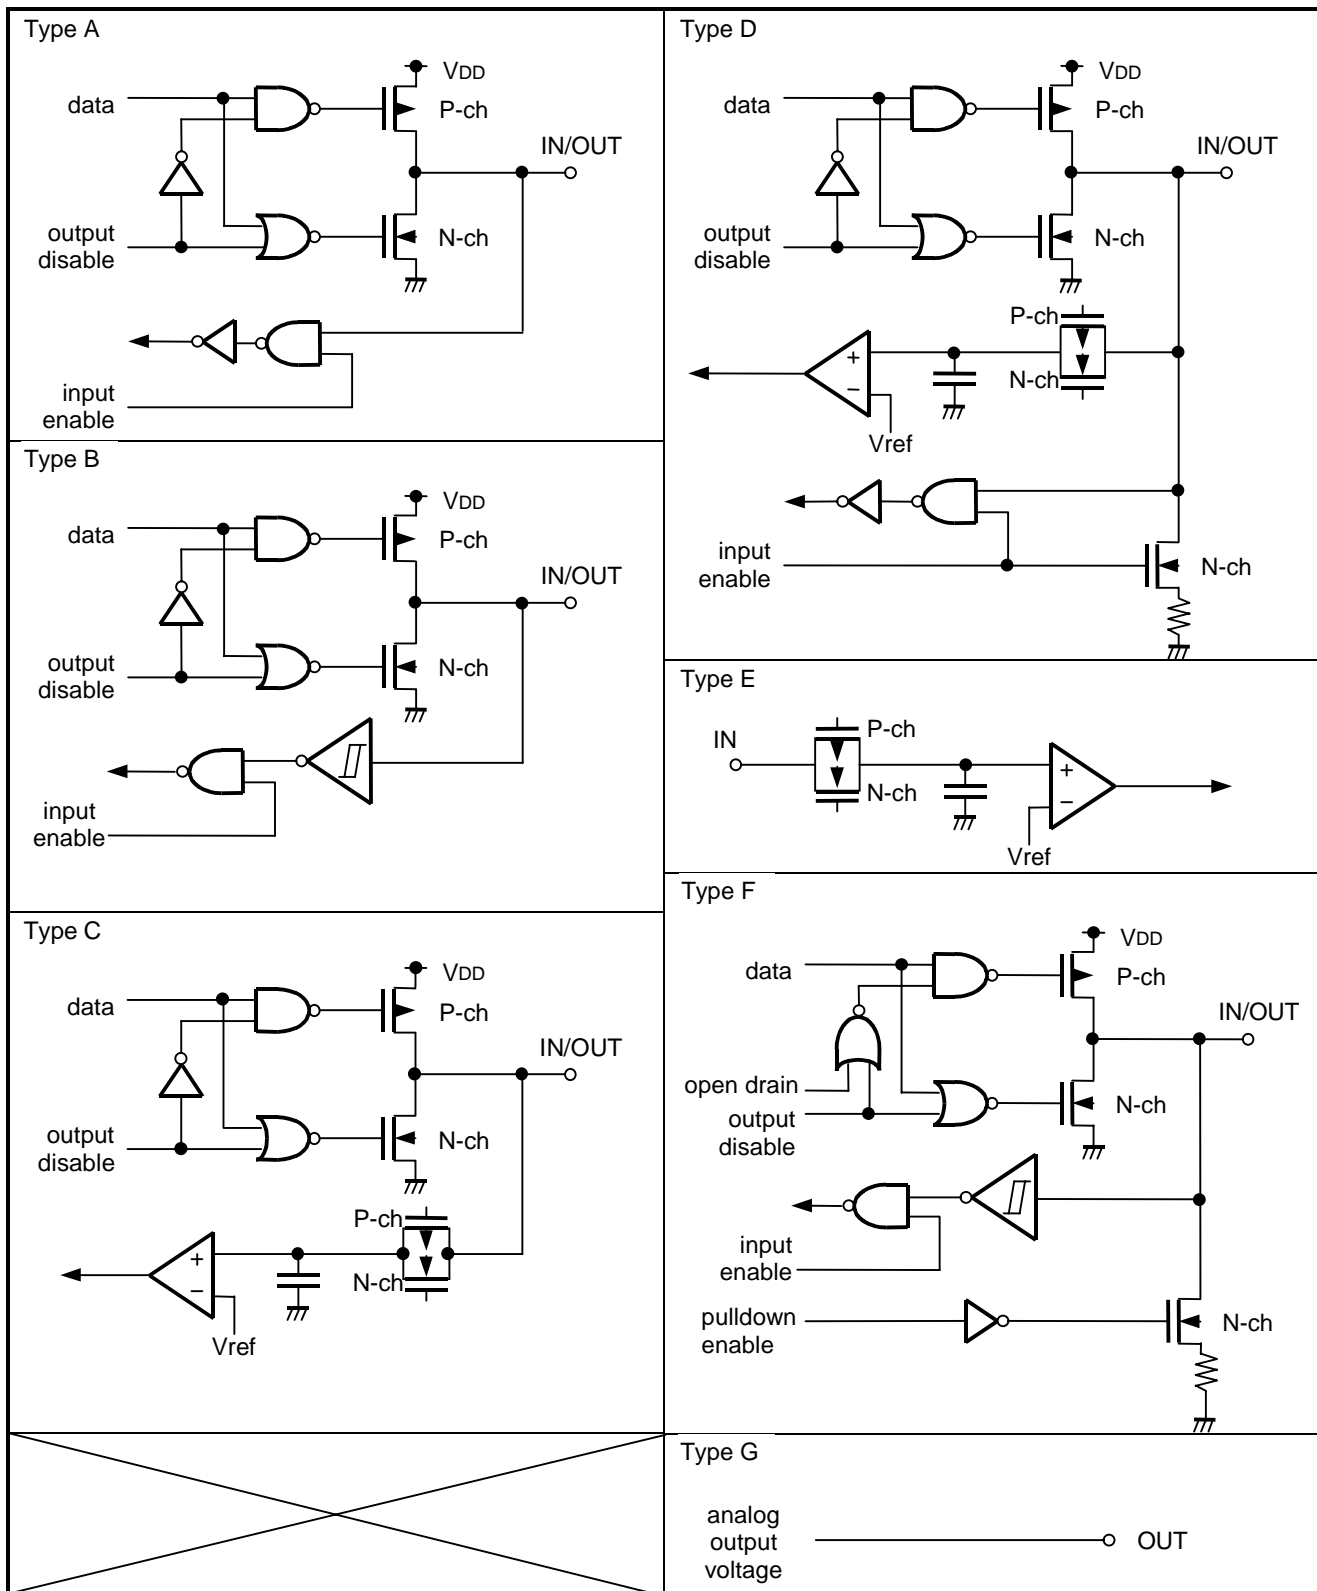 Type A
VDD
data
P-ch
IN/OUT
output
disable
N-ch
input
enable
Type B
VDD
data
P-ch
IN/OUT
output
disable
N-ch
input
enable
Type C
VDD
data
P-ch
IN/OUT
output
disable
N-ch
P-ch
+
−
N-ch
Vref
Type D
VDD
data
P-ch
IN/OUT
output
disable
N-ch
P-ch
+
−
N-ch
Vref
input
enable
N-ch
Type E
IN
P-ch
N-ch
+
−
Vref
Type F
VDD
data
P-ch
IN/OUT
open drain
output
disable
N-ch
input
enable
pulldown
enable
N-ch
Type G
analog
output
voltage
OUT